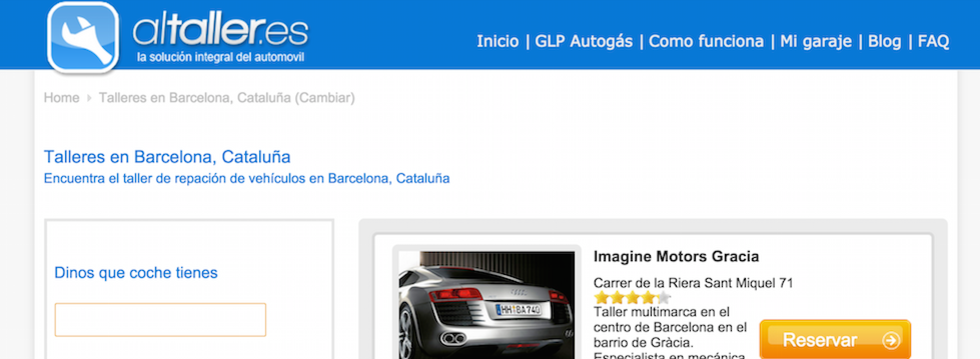 altaller.es
la solución integral del automovil
Inicio | GLP Autogás | Como funciona | Mi garaje | Blog | FAQ
Home Talleres en Barcelona, Cataluña (Cambiar)
Talleres en Barcelona, Cataluña
Encuentra el taller de repación de vehículos en Barcelona, Cataluña
Dinos que coche tienes
Imagine Motors Gracia
Carrer de la Riera Sant Miquel 71
Taller multimarca en el
centro de Barcelona en el
barrio de Gràcia.
Especialista en mecánica
HH BA740
Reservar